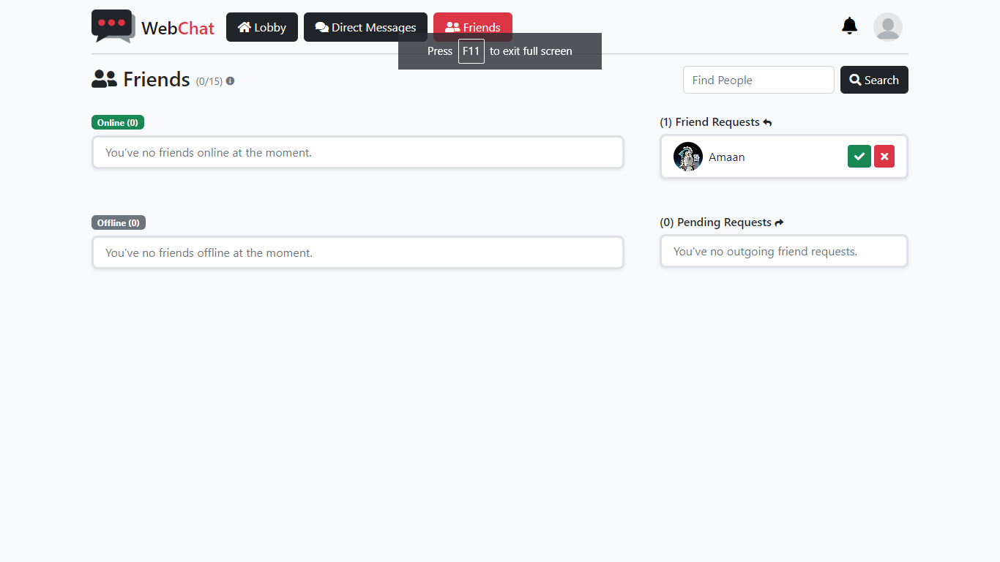 WebChat
Lobby
Direct Messages
Friends
Press F11 to exit full screen
Friends (0/15)
Find People
Search
Online (0)
You've no friends online at the moment.
(1) Friend Requests
Amaan
Offline (0)
You've no friends offline at the moment.
(0) Pending Requests
You've no outgoing friend requests.